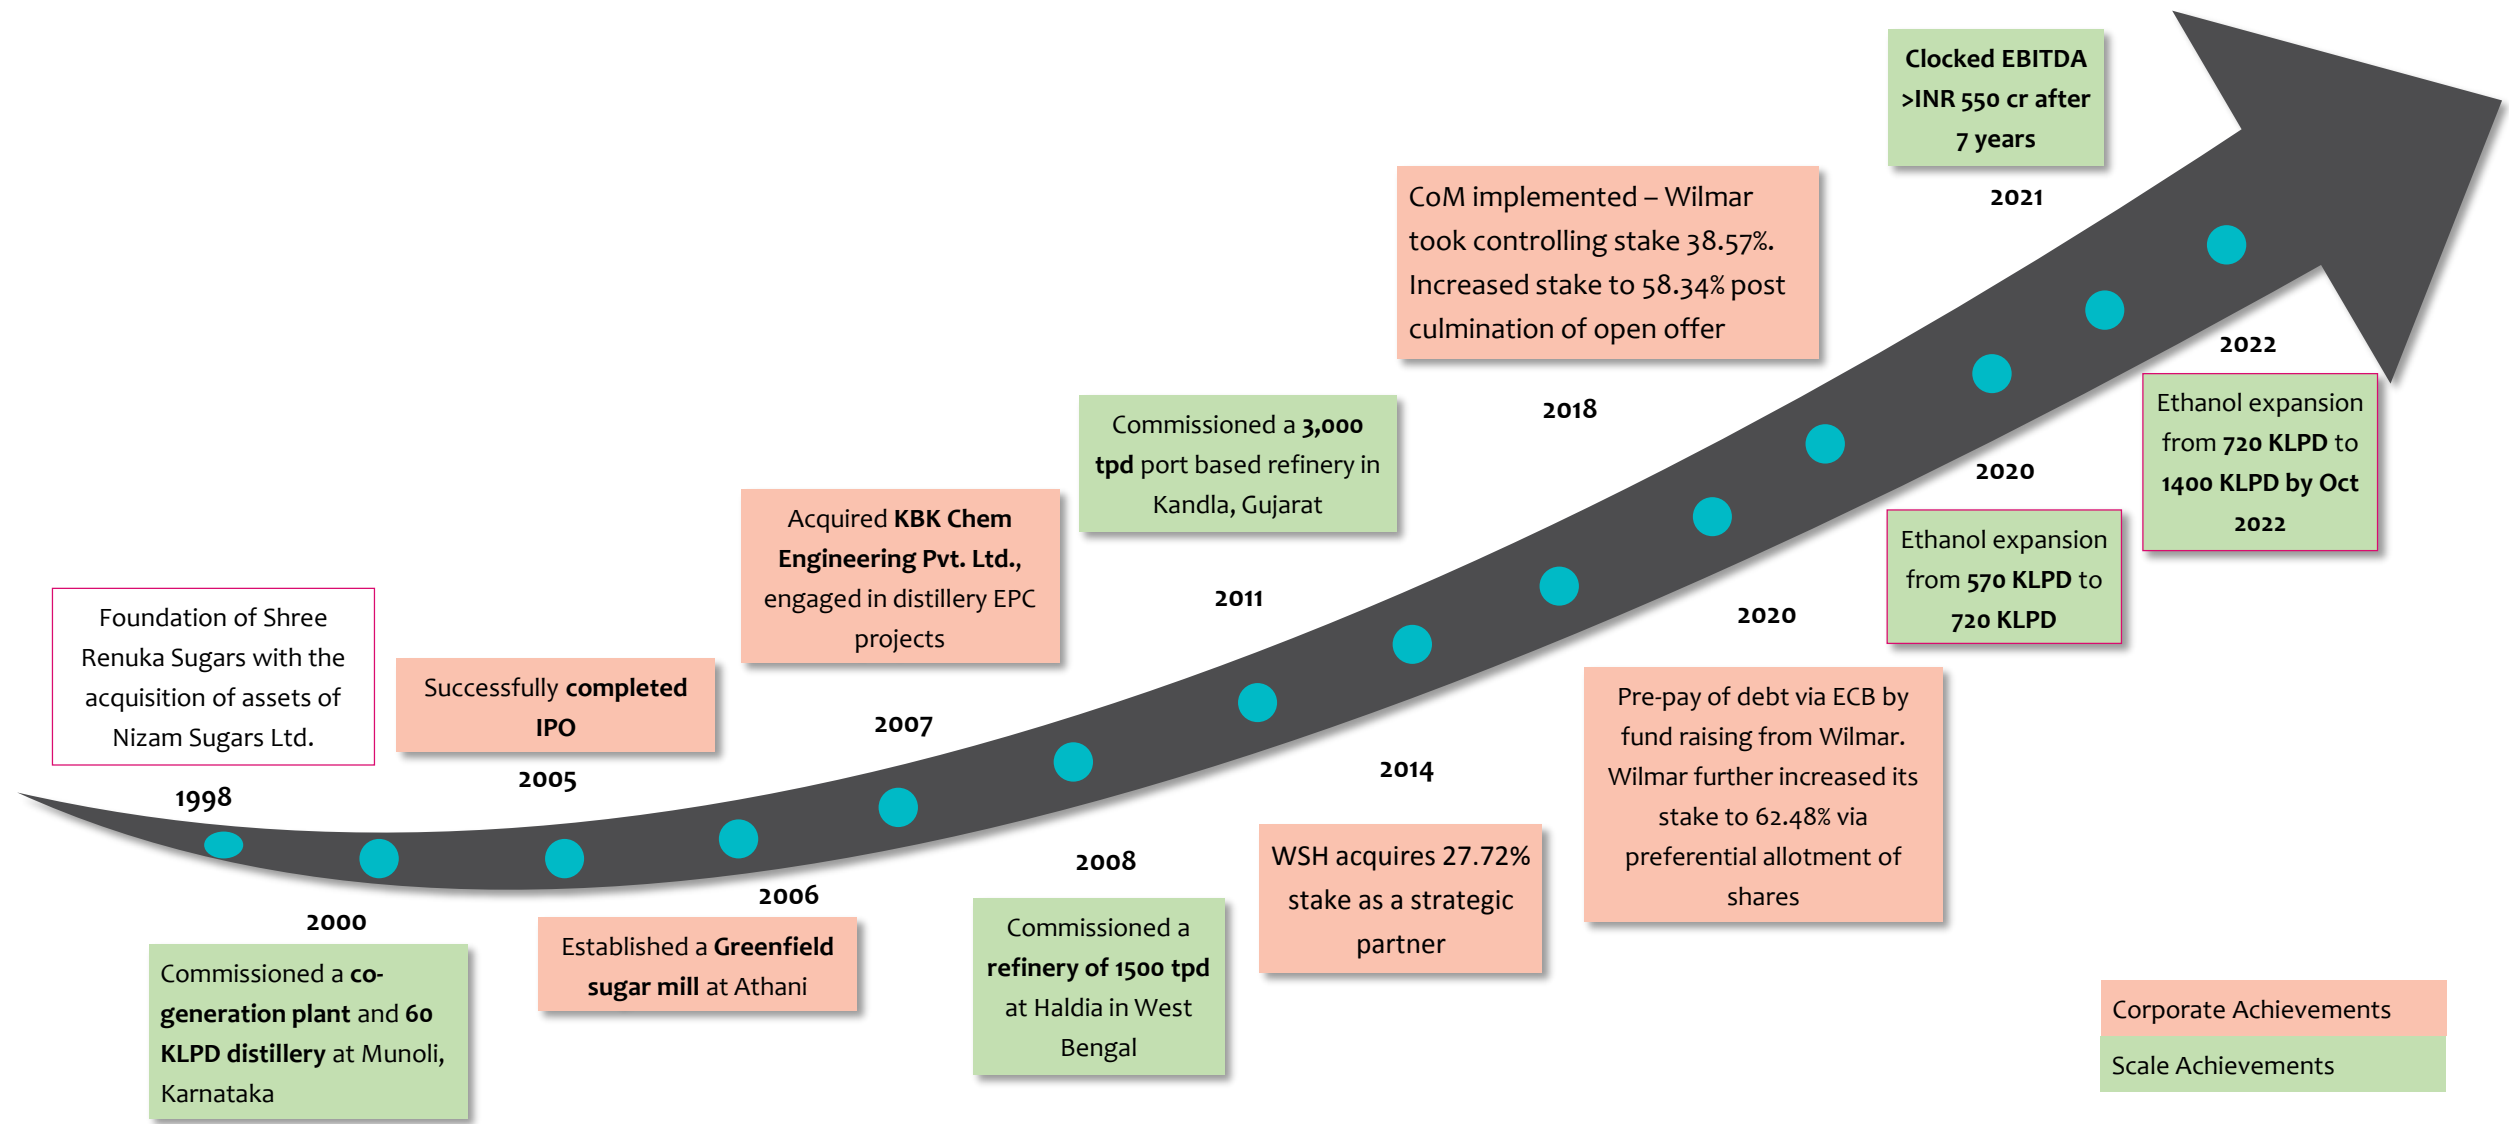 Foundation of Shree
Renuka Sugars with the
acquisition of assets of
Nizam Sugars Ltd.
1998
2000
Commissioned a co-
generation plant and 60
KLPD distillery at Munoli,
Karnataka
Successfully completed
IPO
2005
2006
Established a Greenfield
sugar mill at Athani
Acquired KBK Chem
Engineering Pvt. Ltd.,
engaged in distillery EPC
projects
2007
2008
Commissioned a
refinery of 1500 tpd
at Haldia in West
Bengal
Commissioned a 3,000
tpd port based refinery in
Kandla, Gujarat
2011
2014
WSH acquires 27.72%
stake as a strategic
partner
CoM implemented – Wilmar
took controlling stake 38.57%.
Increased stake to 58.34% post
culmination of open offer
2018
2020
Pre-pay of debt via ECB by
fund raising from Wilmar.
Wilmar further increased its
stake to 62.48% via
preferential allotment of
shares
2020
Ethanol expansion
from 570 KLPD to
720 KLPD
Clocked EBITDA
>INR 550 cr after
7 years
2021
2022
Ethanol expansion
from 720 KLPD to
1400 KLPD by Oct
2022
Corporate Achievements
Scale Achievements